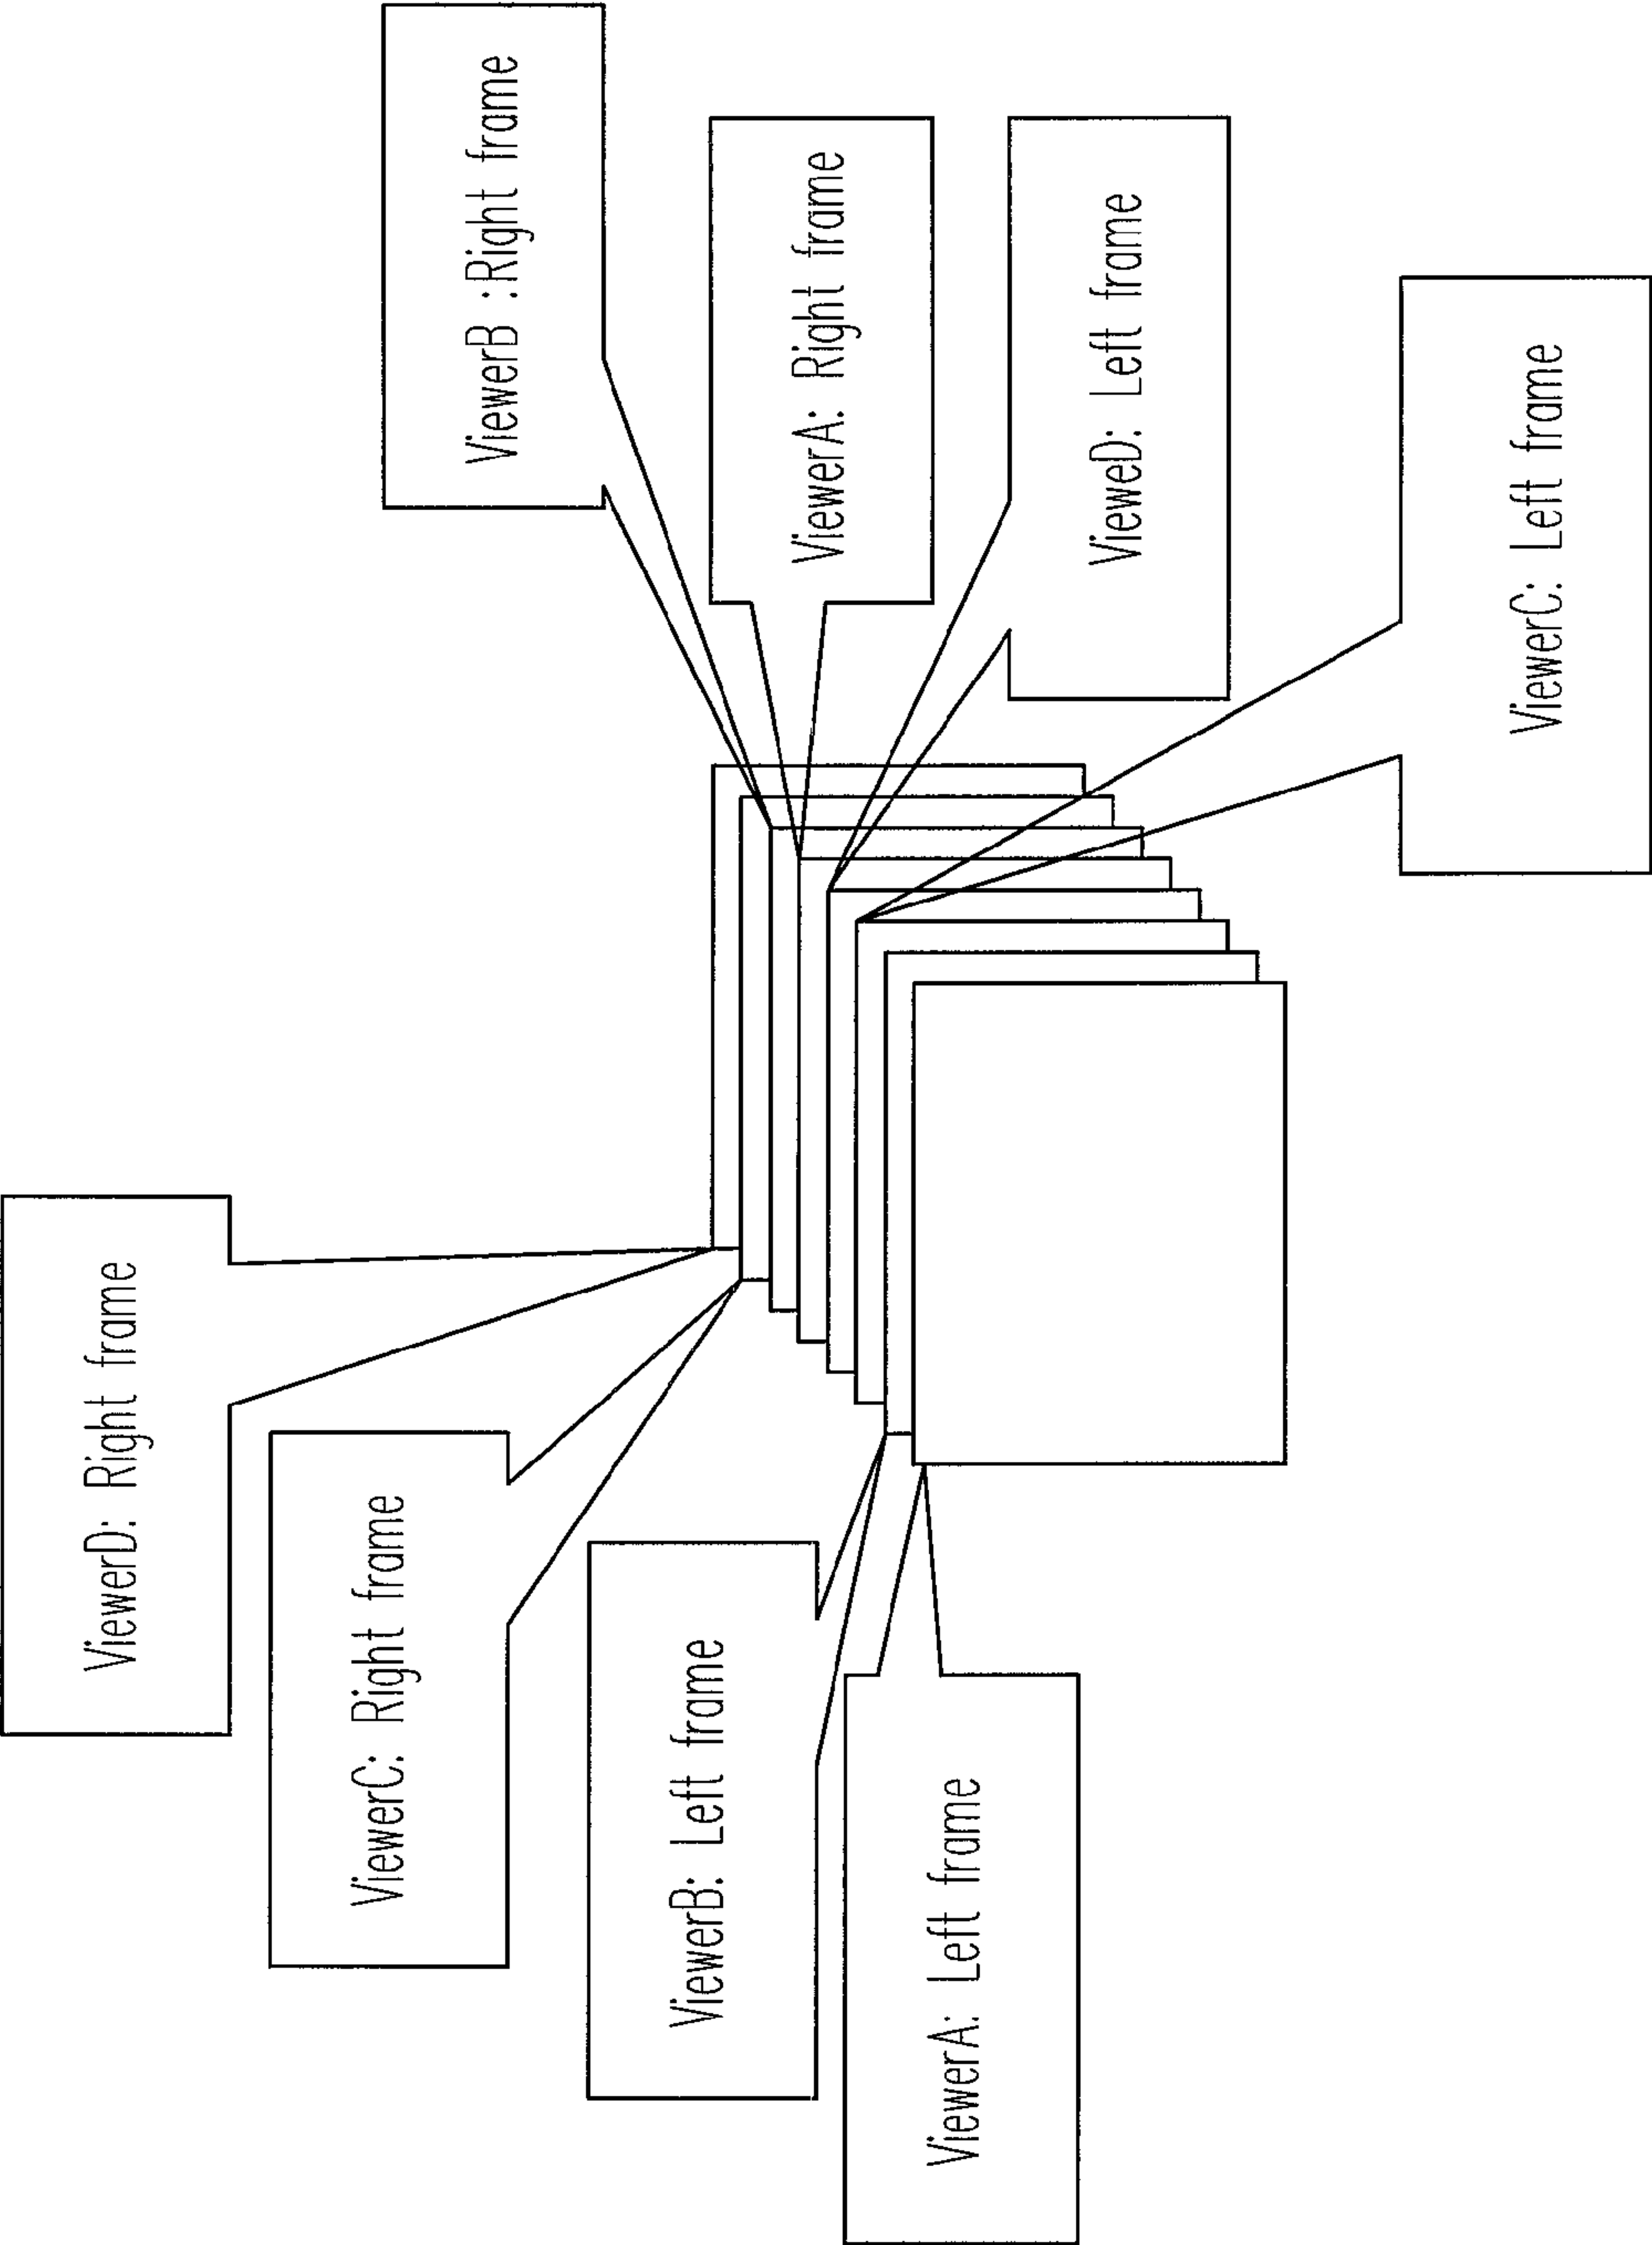 ViewerD: Right frame
ViewerC: Right frame
ViewerB :Right frame
ViewerB: Left frame
ViewerA: Right frame
ViewerA: Left frame
VieweD: Left frame
ViewerC: Left frame